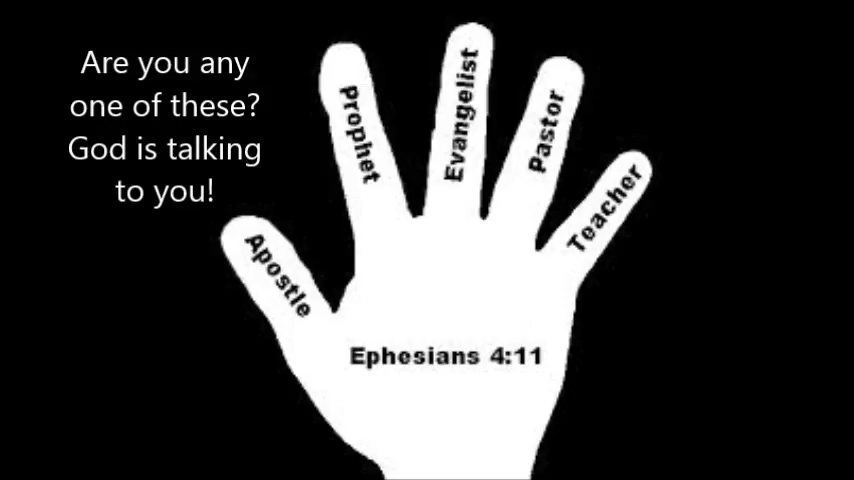 Are you any
one of these?
God is talking
to you!
Apostle
Prophet
Evangelist
Pastor
Teacher
Ephesians 4:11